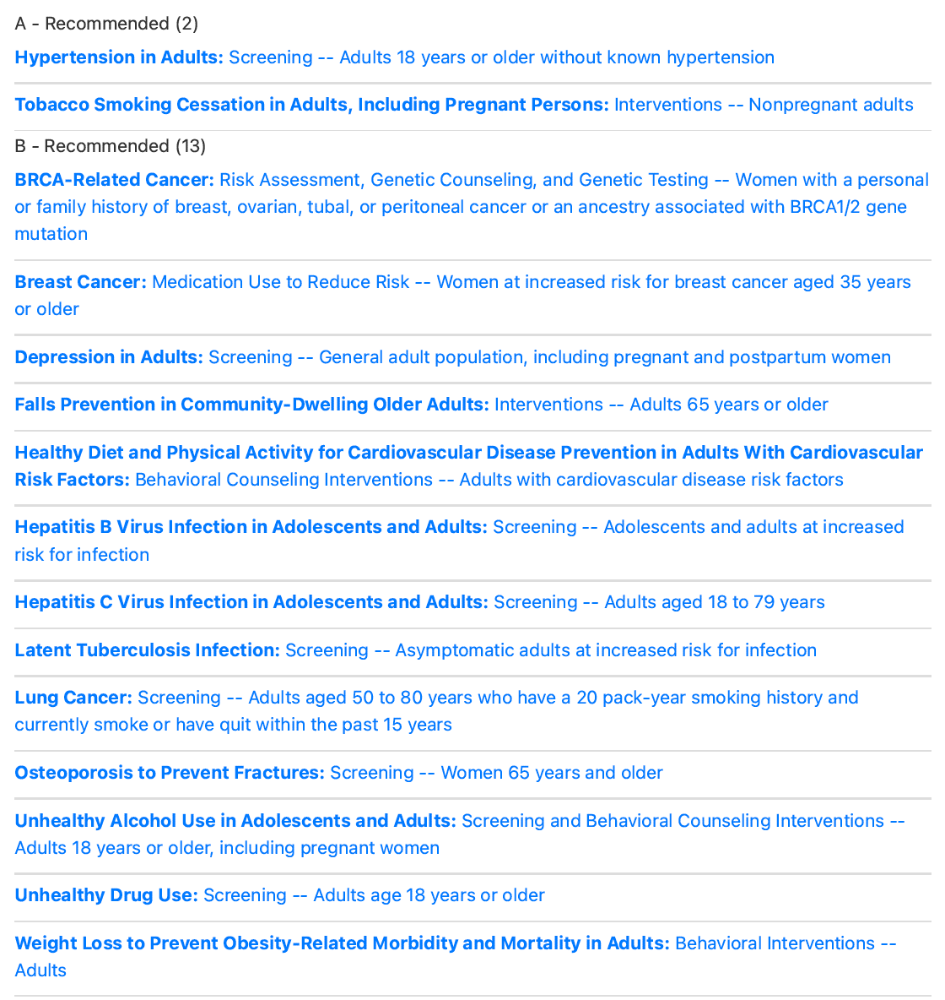 A - Recommended (2)
Hypertension in Adults: Screening -- Adults 18 years or older without known hypertension
Tobacco Smoking Cessation in Adults, Including Pregnant Persons: Interventions -- Nonpregnant adults
B - Recommended (13)
BRCA-Related Cancer: Risk Assessment, Genetic Counseling, and Genetic Testing -- Women with a personal
or family history of breast, ovarian, tubal, or peritoneal cancer or an ancestry associated with BRCA1/2 gene
mutation
Breast Cancer: Medication Use to Reduce Risk -- Women at increased risk for breast cancer aged 35 years
or older
Depression in Adults: Screening -- General adult population, including pregnant and postpartum women
Falls Prevention in Community-Dwelling Older Adults: Interventions -- Adults 65 years or older
Healthy Diet and Physical Activity for Cardiovascular Disease Prevention in Adults With Cardiovascular
Risk Factors: Behavioral Counseling Interventions -- Adults with cardiovascular disease risk factors
Hepatitis B Virus Infection in Adolescents and Adults: Screening -- Adolescents and adults at increased
risk for infection
Hepatitis C Virus Infection in Adolescents and Adults: Screening -- Adults aged 18 to 79 years
Latent Tuberculosis Infection: Screening -- Asymptomatic adults at increased risk for infection
Lung Cancer: Screening -- Adults aged 50 to 80 years who have a 20 pack-year smoking history and
currently smoke or have quit within the past 15 years
Osteoporosis to Prevent Fractures: Screening -- Women 65 years and older
Unhealthy Alcohol Use in Adolescents and Adults: Screening and Behavioral Counseling Interventions --
Adults 18 years or older, including pregnant women
Unhealthy Drug Use: Screening -- Adults age 18 years or older
Weight Loss to Prevent Obesity-Related Morbidity and Mortality in Adults: Behavioral Interventions --
Adults